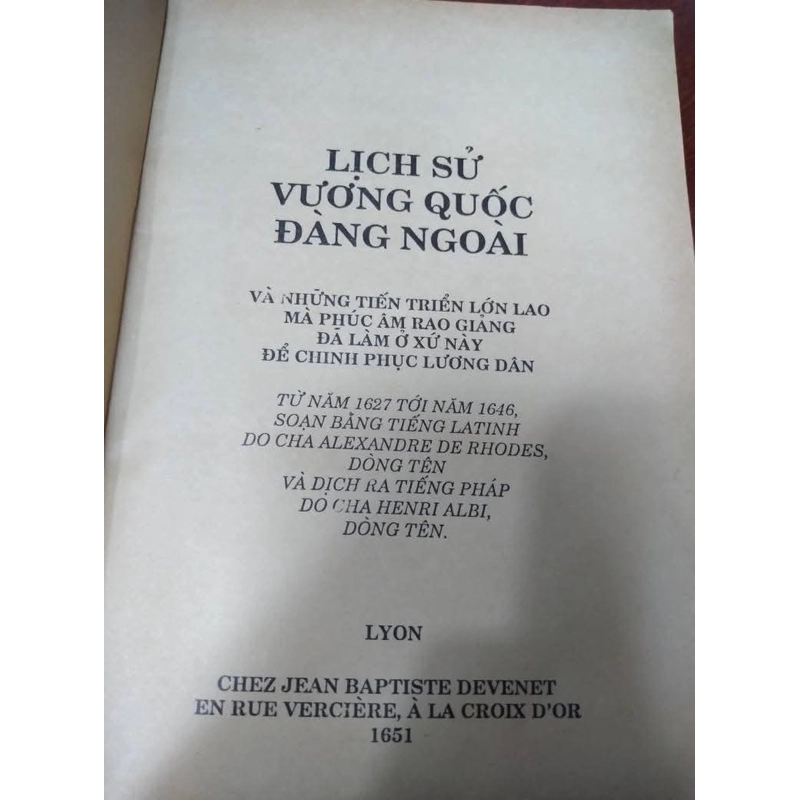 LỊCH SỬ
VƯƠNG QUỐC
ĐÀNG NGOÀI
VÀ NHỮNG TIẾN TRIỂN LỚN LAO
MÀ PHÚC ÂM RAO GIẢNG
ĐÃ LÀM Ở XỨ NÀY
ĐỂ CHINH PHỤC LƯƠNG DÂN
TỪ NĂM 1627 TỚI NĂM 1646,
SOẠN BẰNG TIẾNG LATINH
DO CHA ALEXANDRE DE RHODES,
DÒNG TÊN
VÀ DỊCH RA TIẾNG PHÁP
DO CHA HENRI ALBI,
DÒNG TÊN.
LYON
CHEZ JEAN BAPTISTE DEVENET
EN RUE VERCIÈRE, À LA CROIX D'OR
1651